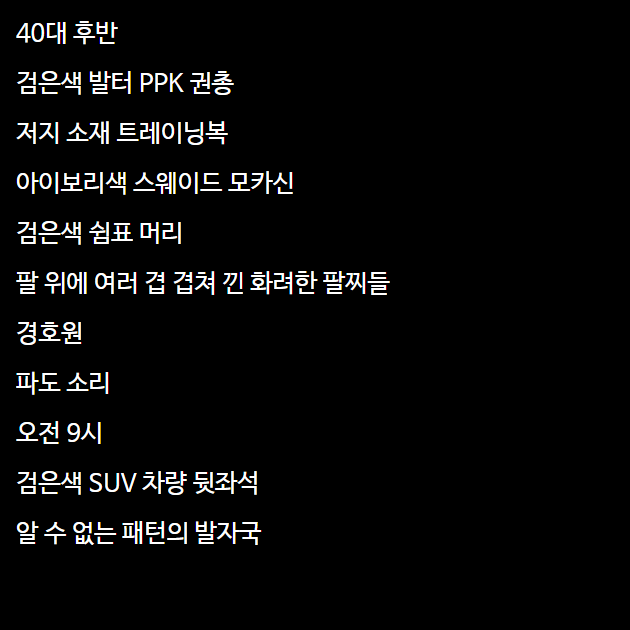 40대 후반
검은색 발터 PPK 권총
저지 소재 트레이닝복
아이보리색 스웨이드 모카신
검은색 쉼표 머리
팔 위에 여러 겹 겹쳐 낀 화려한 팔찌들
경호원
파도 소리
오전 9시
검은색 SUV 차량 뒷좌석
알 수 없는 패턴의 발자국